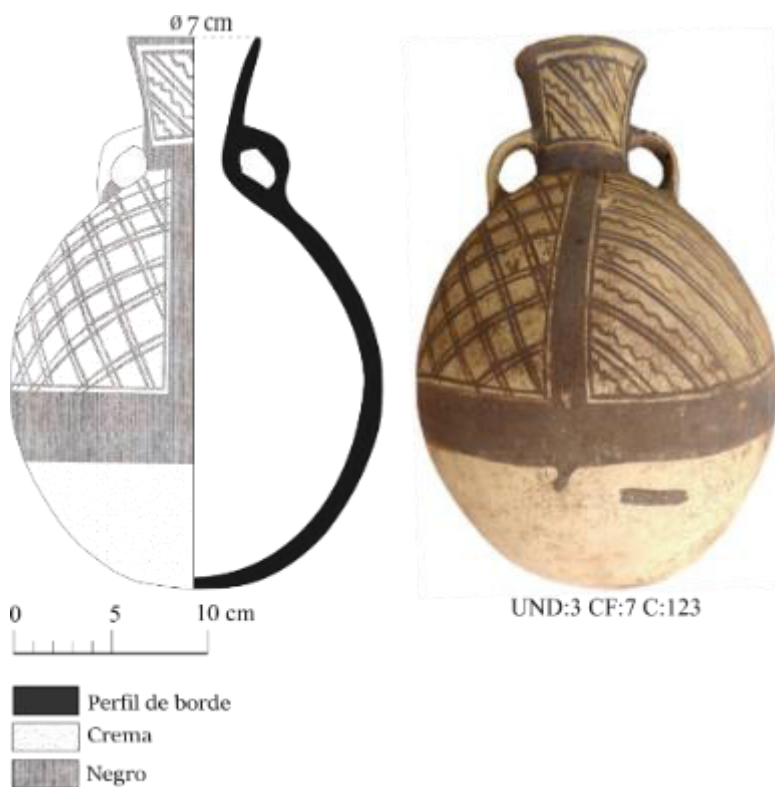 ø 7 cm
UND:3 CF:7 C:123
0 5 10 cm
Perfil de borde
Crema
Negro